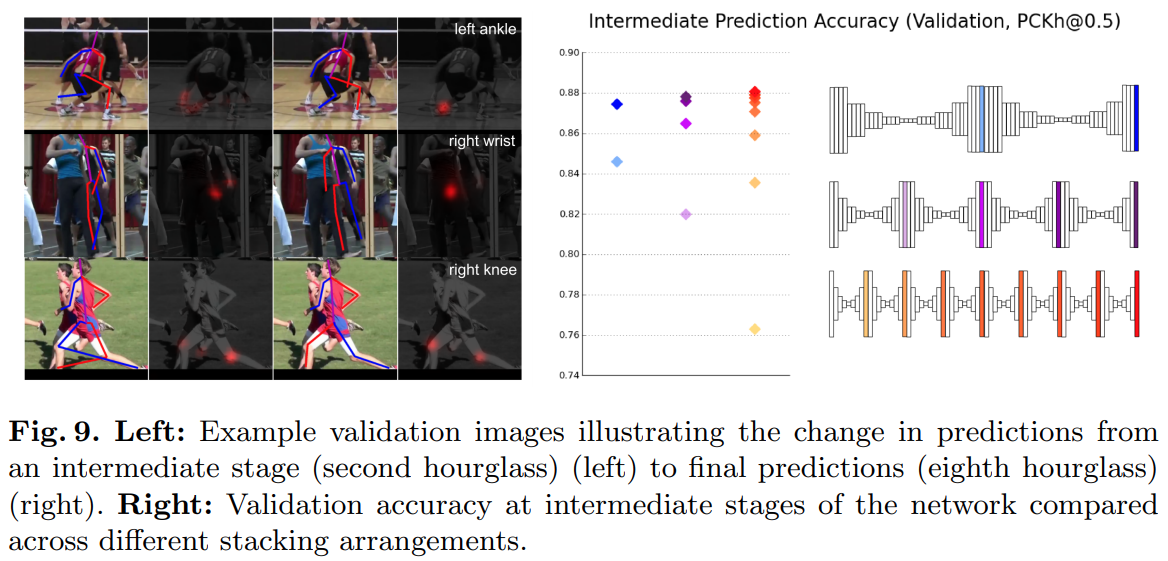 left ankle
right wrist
right knee
Intermediate Prediction Accuracy (Validation, PCKh@0.5)
0.90
0.88
0.86
0.84
0.82
0.80
0.78
0.76
0.74
Fig. 9. Left: Example validation images illustrating the change in predictions from
an intermediate stage (second hourglass) (left) to final predictions (eighth hourglass)
(right). Right: Validation accuracy at intermediate stages of the network compared
across different stacking arrangements.